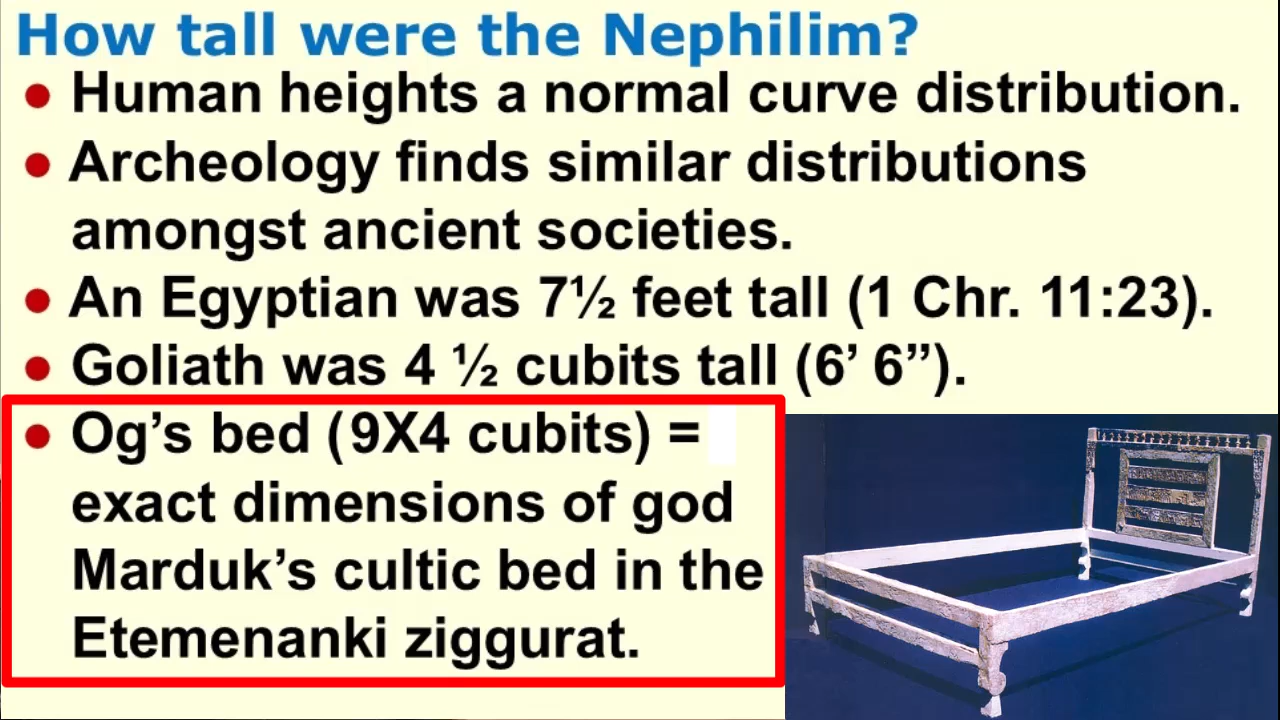 How tall were the Nephilim?
● Human heights a normal curve distribution.
● Archeology finds similar distributions
amongst ancient societies.
● An Egyptian was 7½ feet tall (1 Chr. 11:23).
● Goliath was 4 ½ cubits tall (6’ 6”).
● Og’s bed (9X4 cubits) =
exact dimensions of god
Marduk’s cultic bed in the
Etemenanki ziggurat.